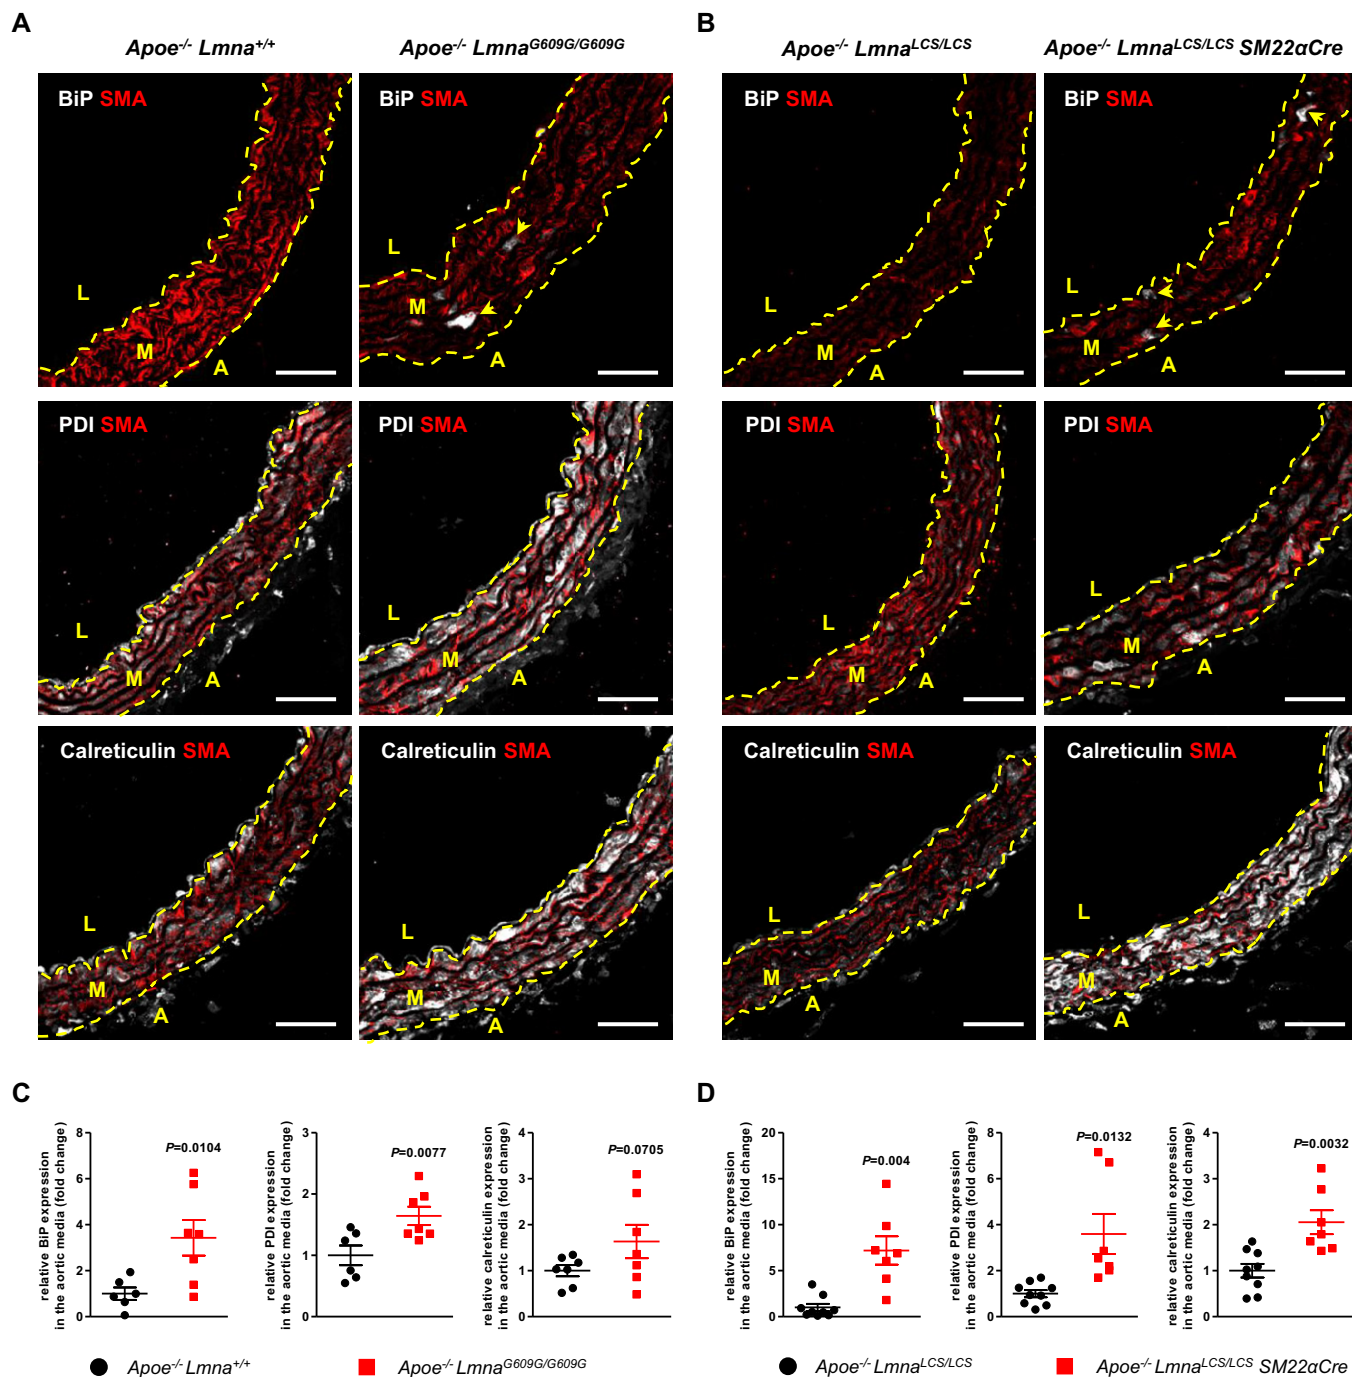 A
B
Apoe-/- Lmna+/+
Apoe-/- LmnaG609G/G609G
Apoe-/- LmnaLCS/LCS
Apoe-/- LmnaLCS/LCS SM22αCre
BiP SMA
L
M
A
BiP SMA
L
M
A
BiP SMA
L
M
A
BiP SMA
L
M
A
PDI SMA
L
M
A
PDI SMA
L
M
A
PDI SMA
L
M
A
PDI SMA
L
M
A
Calreticulin SMA
L
M
A
Calreticulin SMA
L
M
A
Calreticulin SMA
L
M
A
Calreticulin SMA
L
M
A
C
relative BiP expression
in the aortic media (fold change)
8
6
4
2
0
P=0.0104
relative PDI expression
in the aortic media (fold change)
3
2
1
0
P=0.0077
relative calreticulin expression
in the aortic media (fold change)
4
3
2
1
0
P=0.0705
Apoe-/- Lmna+/+
Apoe-/- LmnaG609G/G609G
D
relative BiP expression
in the aortic media (fold change)
20
15
10
5
0
P=0.004
relative PDI expression
in the aortic media (fold change)
8
6
4
2
0
P=0.0132
relative calreticulin expression
in the aortic media (fold change)
4
3
2
1
0
P=0.0032
Apoe-/- LmnaLCS/LCS
Apoe-/- LmnaLCS/LCS SM22αCre